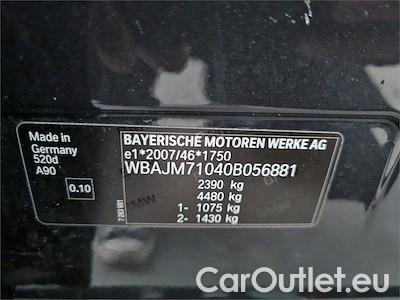 Made in
Germany
520d
A90
0.10
BAYERISCHE MOTOREN WERKE AG
e1*2007/46*1750
WBAJM71040B056881
2390 kg
4480 kg
1- 1075 kg
2- 1430 kg
CarOutlet.eu